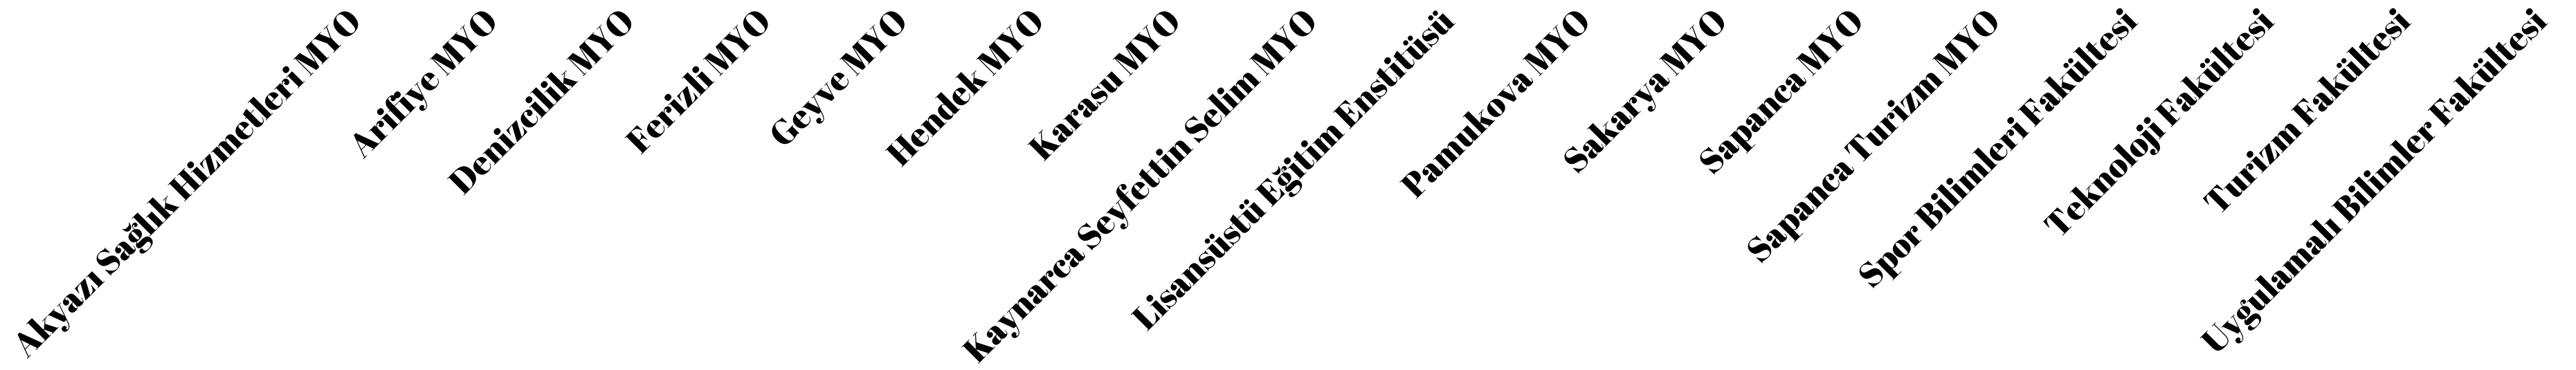 Akyazı Sağlık Hizmetleri MYO
Arifiye MYO
Denizcilik MYO
Ferizli MYO
Geyve MYO
Hendek MYO
Karasu MYO
Kaynarca Seyfettin Selim MYO
Lisansüstü Eğitim Enstitüsü
Pamukova MYO
Sakarya MYO
Sapanca MYO
Sapanca Turizm MYO
Spor Bilimleri Fakültesi
Teknoloji Fakültesi
Turizm Fakültesi
Uygulamalı Bilimler Fakültesi